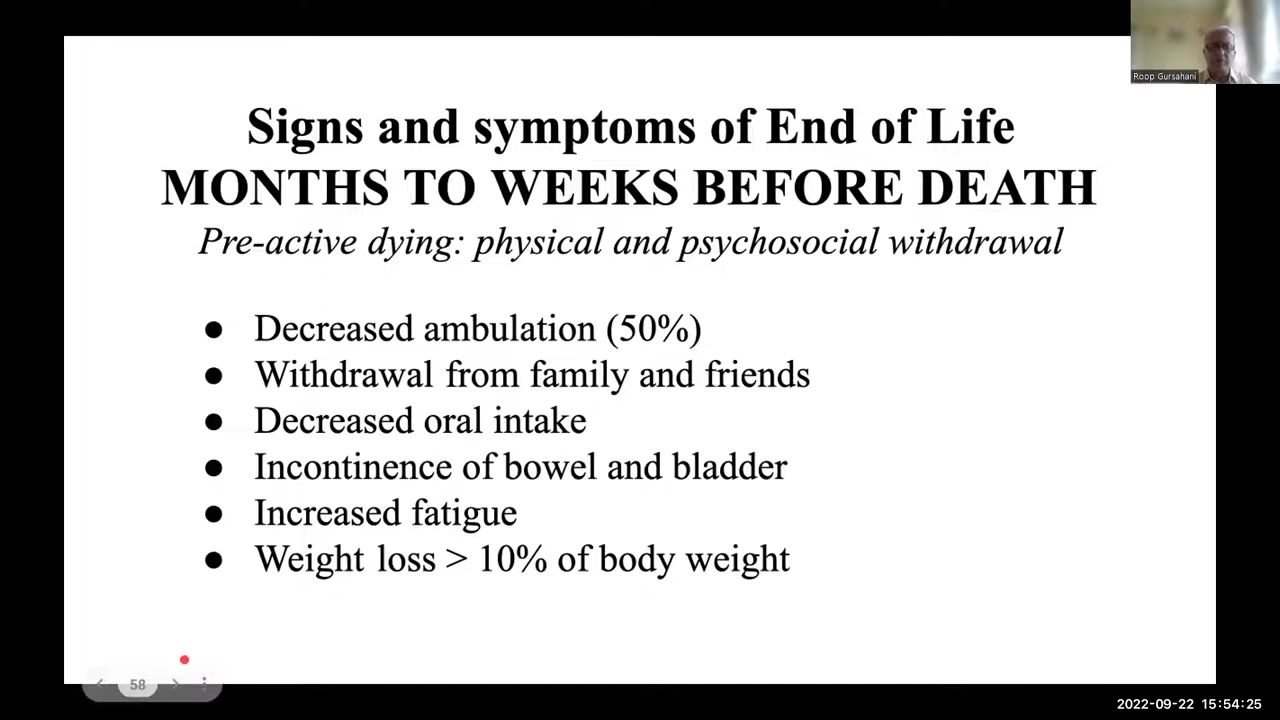 Roop Gursahani
Signs and symptoms of End of Life
MONTHS TO WEEKS BEFORE DEATH
Pre-active dying: physical and psychosocial withdrawal
● Decreased ambulation (50%)
● Withdrawal from family and friends
● Decreased oral intake
● Incontinence of bowel and bladder
● Increased fatigue
● Weight loss > 10% of body weight
58
2022-09-22 15:54:25